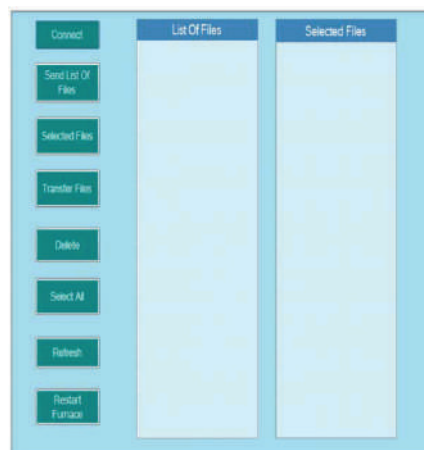 Connect
Send List Of
Files
Selected Files
Transfer Files
Delete
Select All
Refresh
Restart
Furnace
List Of Files
Selected Files